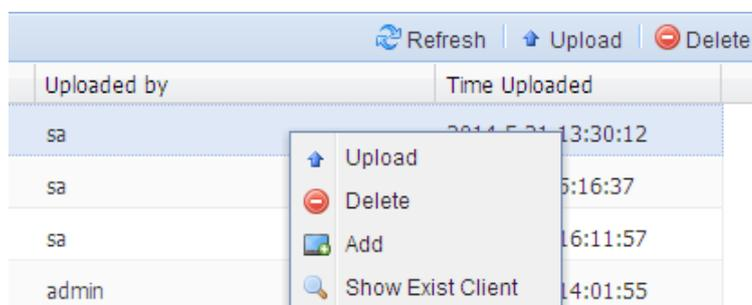 Refresh Upload Delete
Uploaded by Time Uploaded
sa 13:30:12
Upload
sa 5:16:37
Delete
sa 16:11:57
Add
admin 14:01:55
Show Exist Client